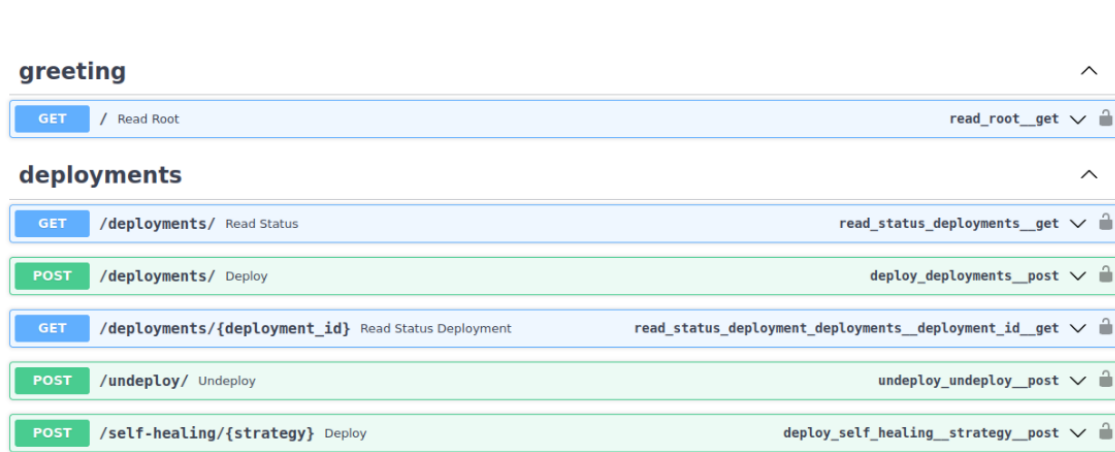 greeting
GET / Read Root read_root__get
deployments
GET /deployments/ Read Status read_status_deployments__get
POST /deployments/ Deploy deploy_deployments__post
GET /deployments/{deployment_id} Read Status Deployment read_status_deployment_deployments__deployment_id__get
POST /undeploy/ Undeploy undeploy_undeploy__post
POST /self-healing/{strategy} Deploy deploy_self_healing__strategy__post